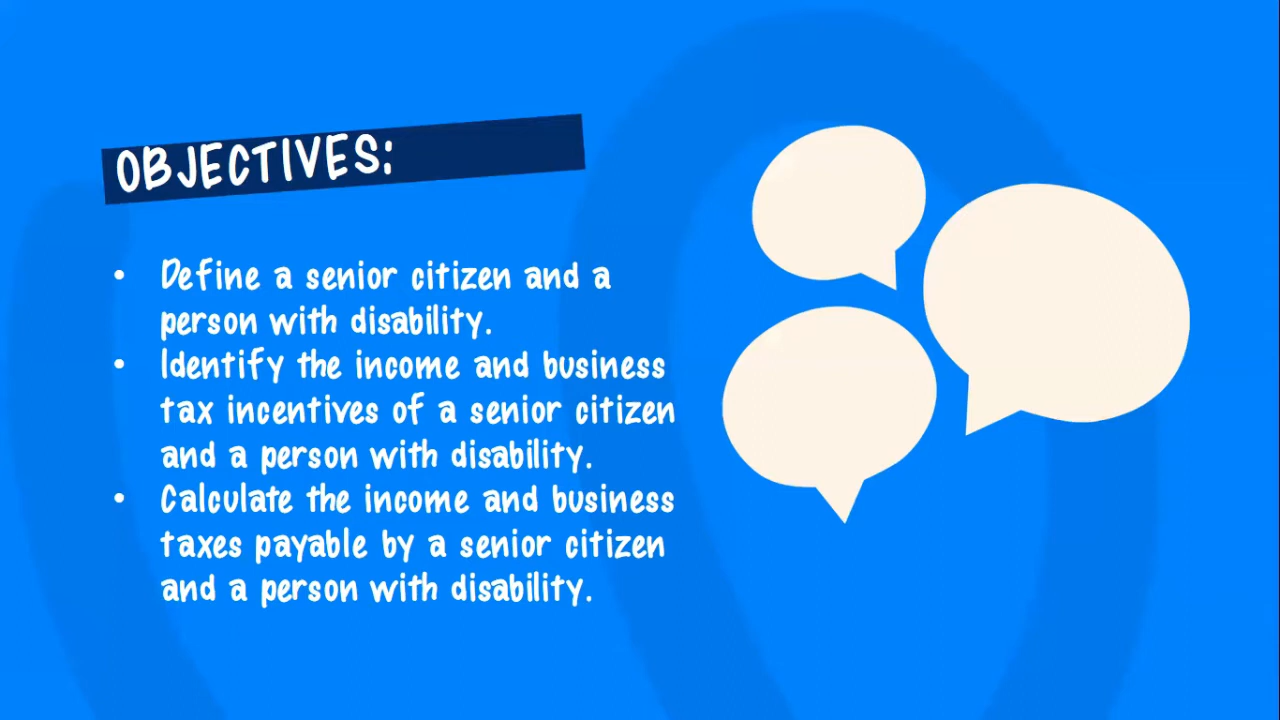 OBJECTIVES:
• Define a senior citizen and a
person with disability.
• Identify the income and business
tax incentives of a senior citizen
and a person with disability.
• Calculate the income and business
taxes payable by a senior citizen
and a person with disability.